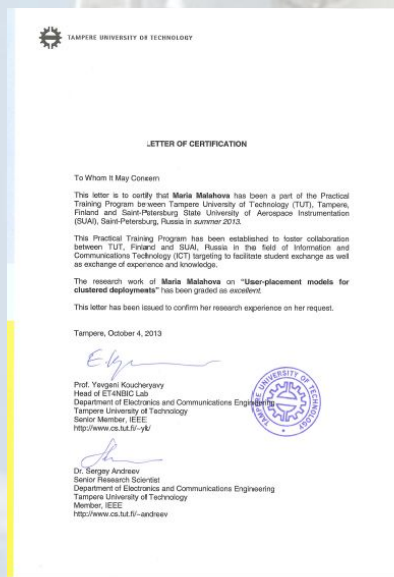 TAMPERE UNIVERSITY OF TECHNOLOGY
LETTER OF CERTIFICATION
To Whom It May Concern
This letter is to certify that Maria Malahova has been a part of the Practical
Training Program between Tampere University of Technology (TUT), Tampere,
Finland and Saint-Petersburg State University of Aerospace Instrumentation
(SUAI), Saint-Petersburg, Russia in summer 2013.
This Practical Training Program has been established to foster collaboration
between TUT, Finland and SUAI, Russia in the field of Information and
Communications Technology (ICT) targeting to facilitate student exchange as well
as exchange of experience and knowledge.
The research work of Maria Malahova on "User-placement models for
clustered deployments" has been graded as excellent.
This letter has been issued to confirm her research experience on her request.
Tampere, October 4, 2013
Prof. Yevgeni Koucheryavy
Head of ET4NBIC Lab
Department of Electronics and Communications Engineering
Tampere University of Technology
Senior Member, IEEE
http://www.cs.tut.fi/~yk/
TAMPERE UNIVERSITY OF TECHNOLOGY
Dr. Sergey Andreev
Senior Research Scientist
Department of Electronics and Communications Engineering
Tampere University of Technology
Member, IEEE
http://www.cs.tut.fi/~andreev